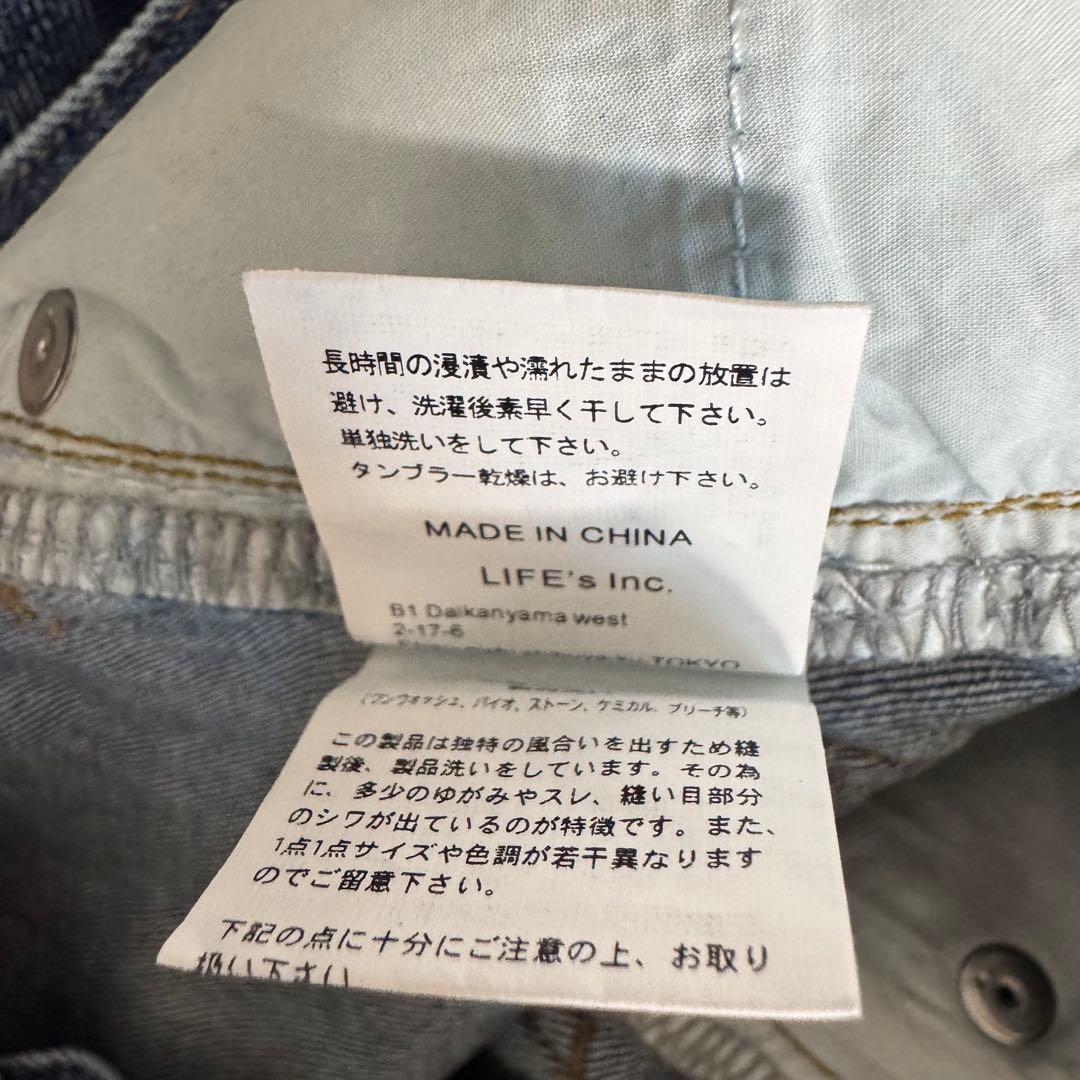 長時間の浸漬や濡れたままの放置は
避け、洗濯後素早く干して下さい。
単独洗いをして下さい。
タンブラー乾燥は、お避け下さい。
MADE IN CHINA
LIFE's Inc.
B1 Daikanyama west
2-17-6
TOKYO
(ワンウォッシュ、バイオ、ストーン、ケミカル、ブリーチ等)
この製品は独特の風合いを出すため縫
製後、製品洗いをしています。その為
に、多少のゆがみやスレ、縫い目部分
のシワが出ているのが特徴です。また、
1点1点サイズや色調が若干異なります
のでご留意下さい。
下記の点に十分にご注意の上、お取り
扱い下さい